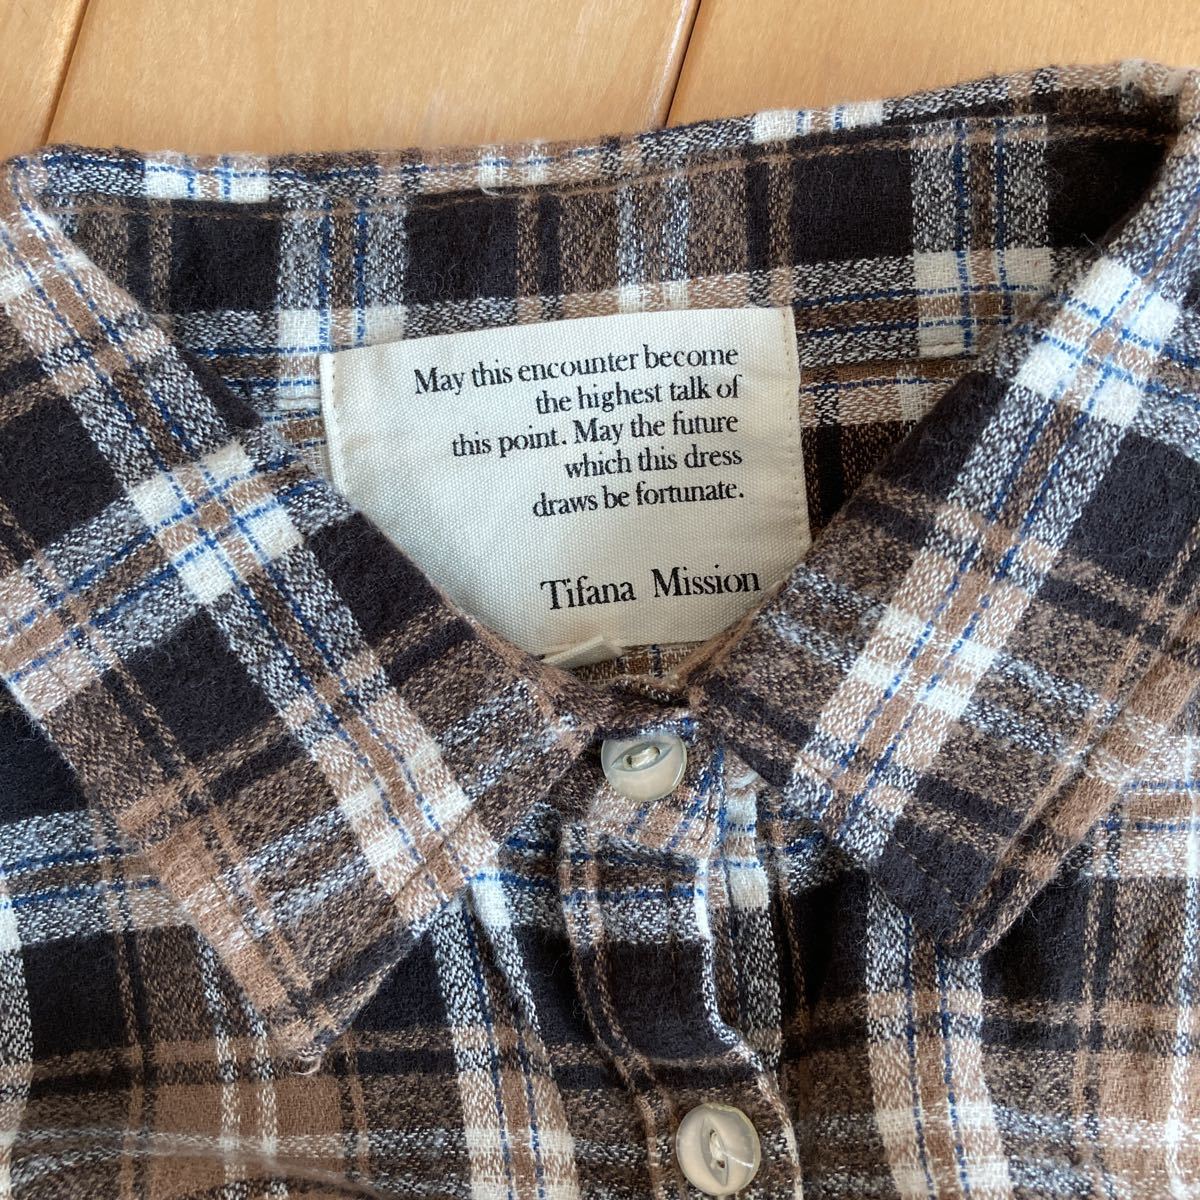 May this encounter become
the highest talk of
this point. May the future
which this dress
draws be fortunate.
Tifana Mission